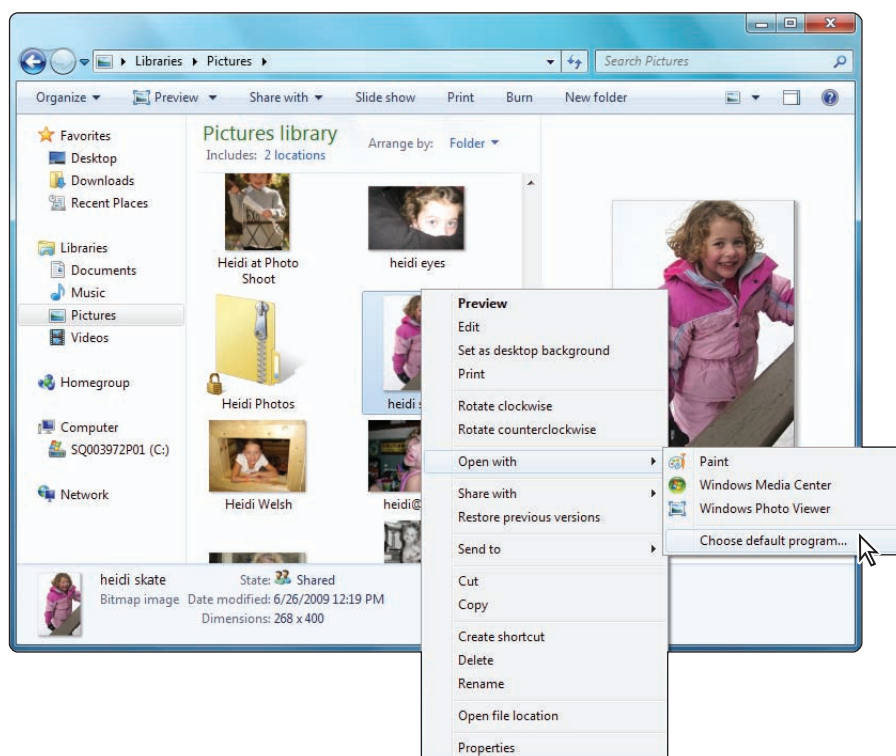 Libraries Pictures
Search Pictures
Organize Preview Share with Slide show Print Burn New folder
Favorites
Desktop
Downloads
Recent Places
Libraries
Documents
Music
Pictures
Videos
Homegroup
Computer
SQ003972P01 (C:)
Network
Pictures library
Includes: 2 locations
Arrange by: Folder
Heidi at Photo
Shoot
heidi eyes
Heidi Photos
heidi
Heidi Welsh
heidi@
Preview
Edit
Set as desktop background
Print
Rotate clockwise
Rotate counterclockwise
Open with
Share with
Restore previous versions
Send to
Cut
Copy
Create shortcut
Delete
Rename
Open file location
Properties
Paint
Windows Media Center
Windows Photo Viewer
Choose default program...
heidi skate State: Shared
Bitmap image Date modified: 6/26/2009 12:19 PM
Dimensions: 268 x 400